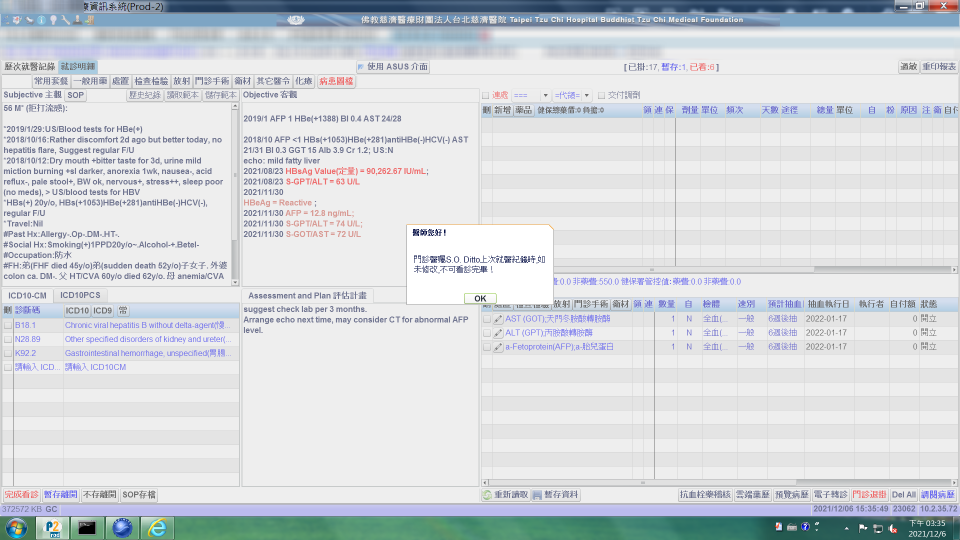 療資訊系統(Prod-2)
佛教慈濟醫療財團法人台北慈濟醫院 Taipei Tzu Chi Hospital Buddhist Tzu Chi Medical Foundation
歷次就醫記錄 就診明細 使用 ASUS 介面 [已掛:17,暫存:1,已看:6] 過敏 重印報表
常用套餐 一般用藥 處置 檢查檢驗 放射 門診手術 衛材 其它醫令 化療 病患圖檔
Subjective 主觀 SOP 歷史紀錄 讀取範本 儲存範本
56 M" (拒打流感):
*2019/1/29:US/Blood tests for HBe(+)
*2018/10/16:Rather discomfort 2d ago but better today, no
hepatitis flare, Suggest regular F/U
*2018/10/12:Dry mouth +bitter taste for 3d, urine mild
miction burning +sl darker, anorexia 1wk, nausea-, acid
reflux-, pale stool+, BW ok, nervous+, stress++, sleep poor
(no meds), > US/blood tests for HBV
*HBs(+) 20y/o, HBs(+1053)HBe(+281)antiHBe(-)HCV(-),
regular F/U
*Travel:Nil
#Past Hx:Allergy-.Op-.DM-.HT-.
#Social Hx:Smoking(+)1PPD20y/o~.Alcohol-+.Betel-
#Occupation:防水
#FH:弟(FHF died 45y/o)弟(sudden death 52y/o)子女子. 外婆
colon ca. DM-. 父 HT/CVA 60y/o died 62y/o. 母 anemia/CVA
Objective 客觀
2019/1 AFP 1 HBe(+1388) BI 0.4 AST 24/28
2018/10 AFP <1 HBs(+1053)HBe(+281)antiHBe(-)HCV(-) AST
21/31 BI 0.3 GGT 15 Alb 3.9 Cr 1.2; US:N
echo: mild fatty liver
2021/08/23 HBsAg Value(定量) = 90,262.67 IU/mL;
2021/08/23 S-GPT/ALT = 63 U/L
2021/11/30
HBeAg = Reactive ;
2021/11/30 AFP = 12.8 ng/mL;
2021/11/30 S-GPT/ALT = 74 U/L;
2021/11/30 S-GOT/AST = 72 U/L
連處 === =代碼= 交付調劑
刪 新增 藥品 健保總藥價:0 負擔:0 領 連 保 劑量 單位 頻次 天數 途徑 總量 單位 自 粉 原因 注 衛 自付
醫師您好!
門診醫囑S.O. Ditto上次就醫紀錄時,如
未修改,不可看診完畢!
OK
費:0.0 非藥費:550.0 健保署管控值: 藥費:0.0 非藥費:0.0
ICD10-CM ICD10PCS
刪 診斷碼 ICD10 ICD9 常
B18.1 Chronic viral hepatitis B without delta-agent(慢...
N28.89 Other specified disorders of kidney and ureter(...
K92.2 Gastrointestinal hemorrhage, unspecified(胃腸...
請輸入 ICD... 請輸入 ICD10CM
Assessment and Plan 評估計畫
suggest check lab per 3 months.
Arrange echo next time, may consider CT for abnormal AFP
level.
放射 門診手術 衛材 領 連 數量 自 檢體 速別 預計抽血 抽血執行日 執行者 自付額 狀態
AST (GOT);天門冬胺酸轉胺酶 1 N 全血(... 一般 6週後抽 2022-01-17 0 開立
ALT (GPT);丙胺酸轉胺酶 1 N 全血(... 一般 6週後抽 2022-01-17 0 開立
a-Fetoprotein(AFP);a-胎兒蛋白 1 N 全血(... 一般 6週後抽 2022-01-17 0 開立
完成看診 暫存離開 不存離開 SOP存檔 重新讀取 暫存資料 抗血栓藥稽核 雲端藥歷 預覽病歷 電子轉診 門診退掛 Del All 調閱病歷
372572 KB GC 2021/12/06 15:35:49 23062 10.2.35.72
下午 03:35
2021/12/6